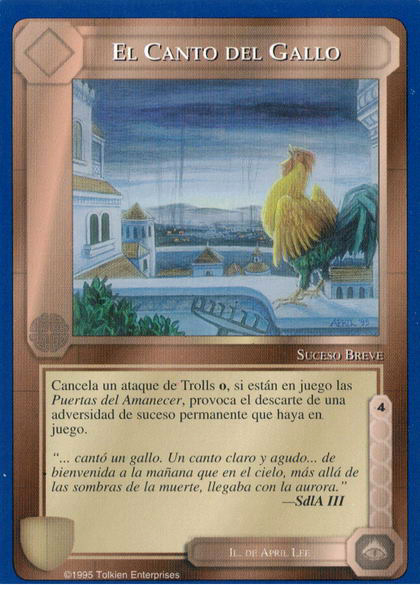 El Canto del Gallo
April '95
Suceso Breve
Cancela un ataque de Trolls o, si están en juego las
Puertas del Amanecer, provoca el descarte de una
adversidad de suceso permanente que haya en
juego.
4
"... cantó un gallo. Un canto claro y agudo... de
bienvenida a la mañana que en el cielo, más allá de
las sombras de la muerte, llegaba con la aurora."
—SdlA III
Il. de April Lee
©1995 Tolkien Enterprises